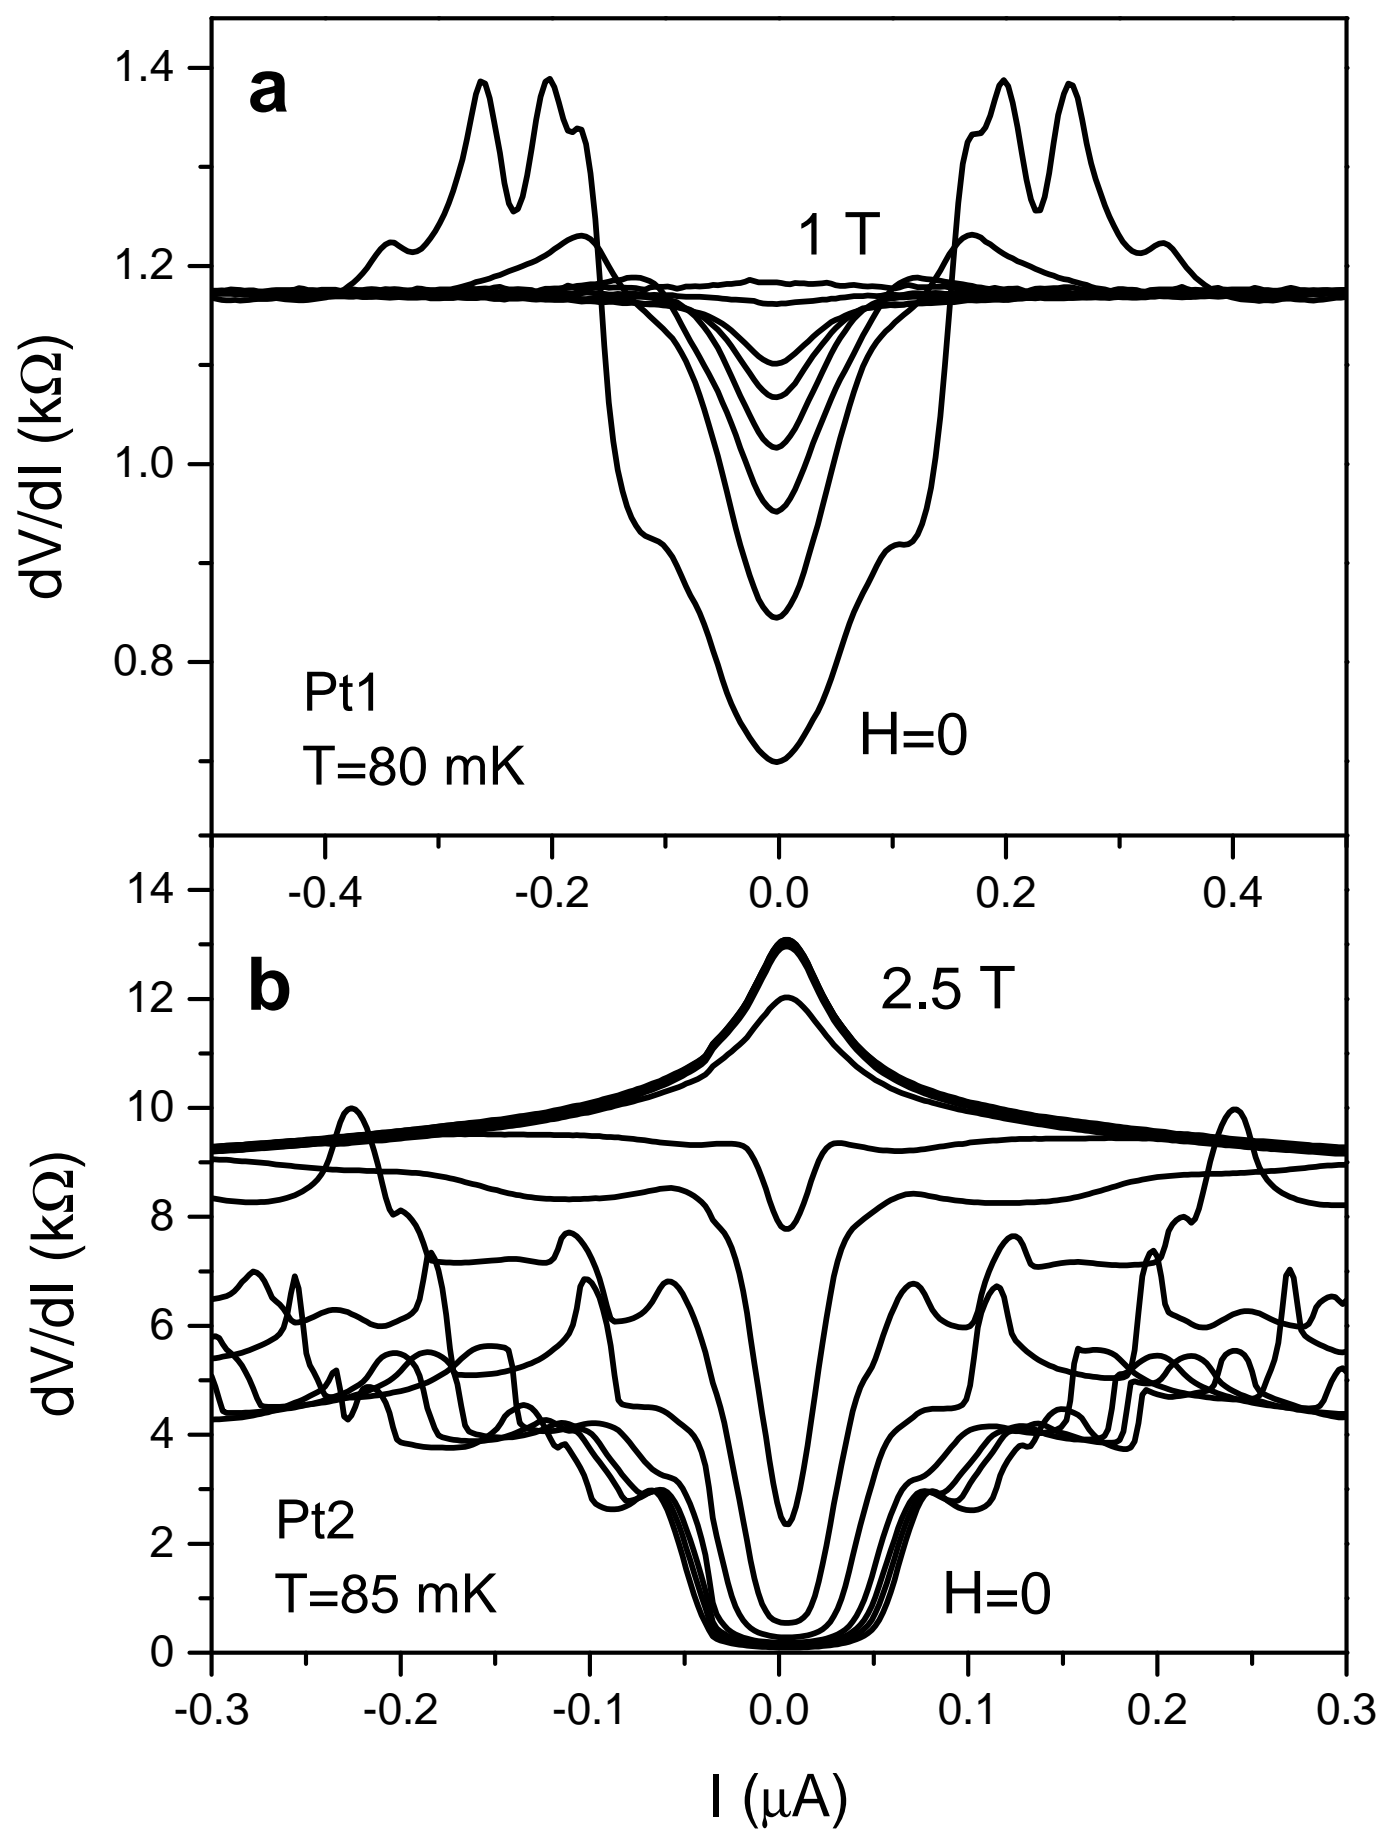 a
dV/dI (kΩ)
1.4
1.2
1.0
0.8
1 T
H=0
Pt1
T=80 mK
-0.4 -0.2 0.0 0.2 0.4
b
dV/dI (kΩ)
14
12
10
8
6
4
2
0
2.5 T
H=0
Pt2
T=85 mK
-0.3 -0.2 -0.1 0.0 0.1 0.2 0.3
I (μA)